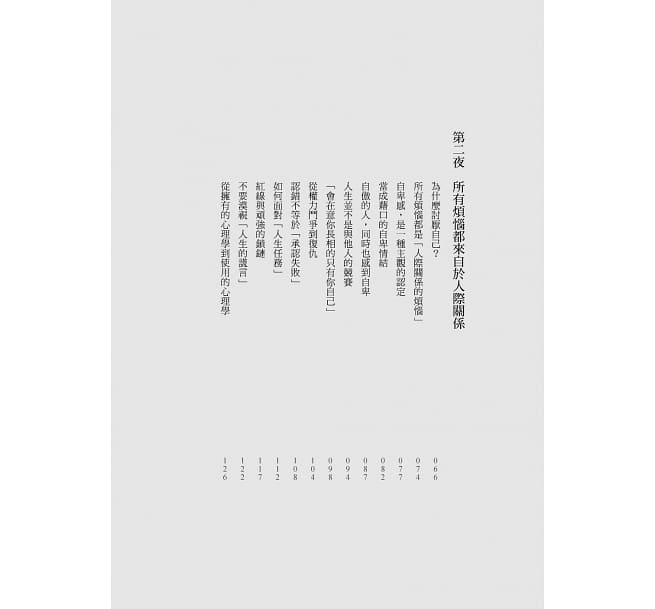 第二夜　所有煩惱都來自於人際關係
為什麼討厭自己？　066
所有煩惱都是「人際關係的煩惱」　074
自卑感，是一種主觀的認定　077
當成藉口的自卑情結　082
自傲的人，同時也感到自卑　087
人生並不是與他人的競賽　094
「會在意你長相的只有你自己」　098
從權力鬥爭到復仇　104
認錯不等於「承認失敗」　108
如何面對「人生任務」　112
紅線與頑強的鎖鏈　117
不要漠視「人生的謊言」　122
從擁有的心理學到使用的心理學　126